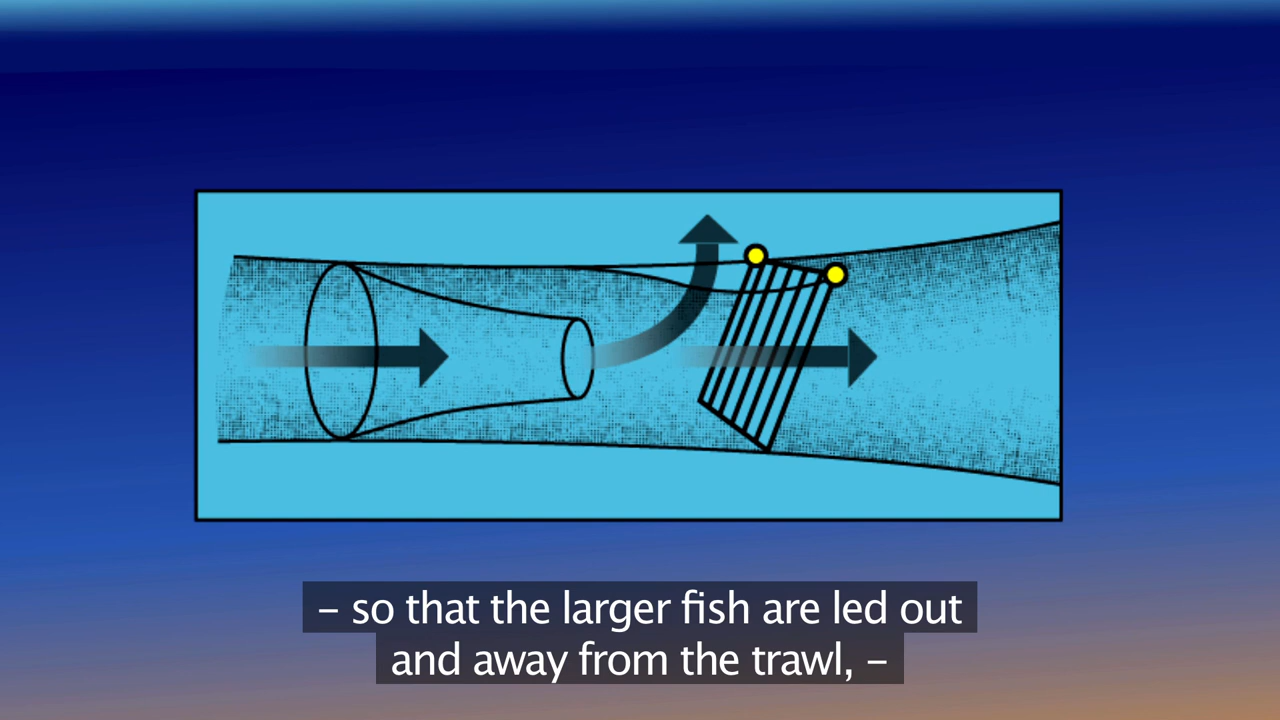 – so that the larger fish are led out
and away from the trawl, –